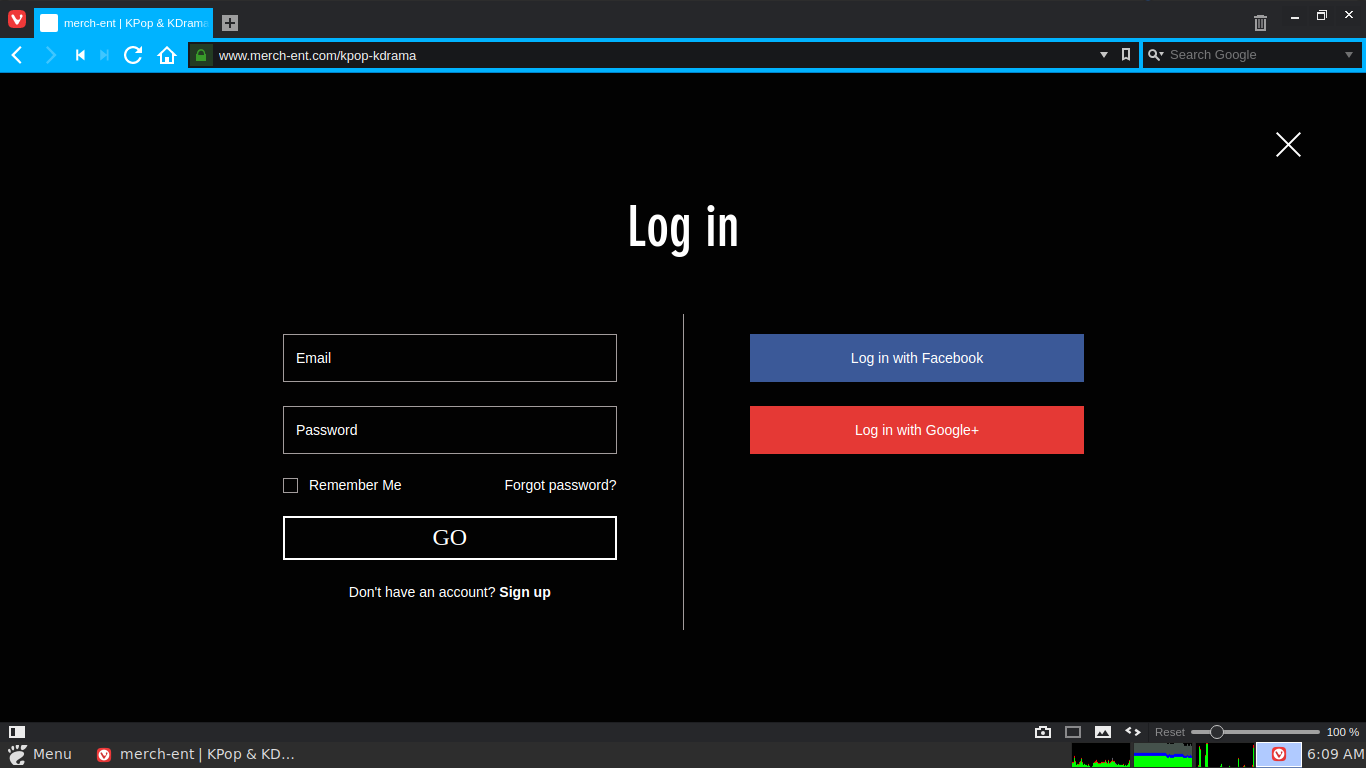 merch-ent | KPop & KDrama
www.merch-ent.com/kpop-kdrama
Search Google
Log in
Email
Password
Remember Me
Forgot password?
GO
Don't have an account? Sign up
Log in with Facebook
Log in with Google+
Reset
100 %
Menu
merch-ent | KPop & KD...
6:09 AM